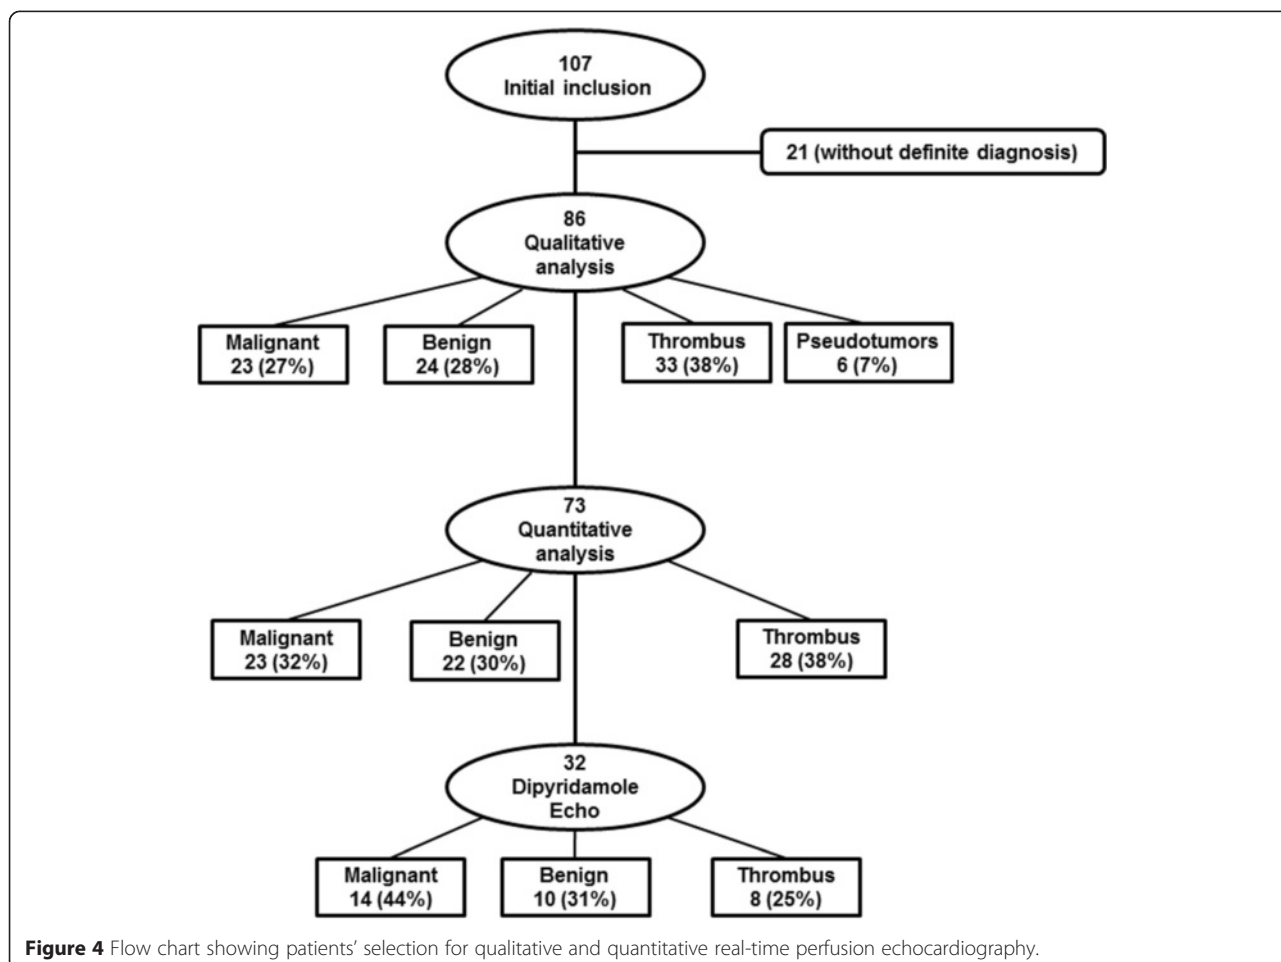 107
Initial inclusion
21 (without definite diagnosis)
86
Qualitative
analysis
Malignant
23 (27%)
Benign
24 (28%)
Thrombus
33 (38%)
Pseudotumors
6 (7%)
73
Quantitative
analysis
Malignant
23 (32%)
Benign
22 (30%)
Thrombus
28 (38%)
32
Dipyridamole
Echo
Malignant
14 (44%)
Benign
10 (31%)
Thrombus
8 (25%)
Figure 4 Flow chart showing patients’ selection for qualitative and quantitative real-time perfusion echocardiography.